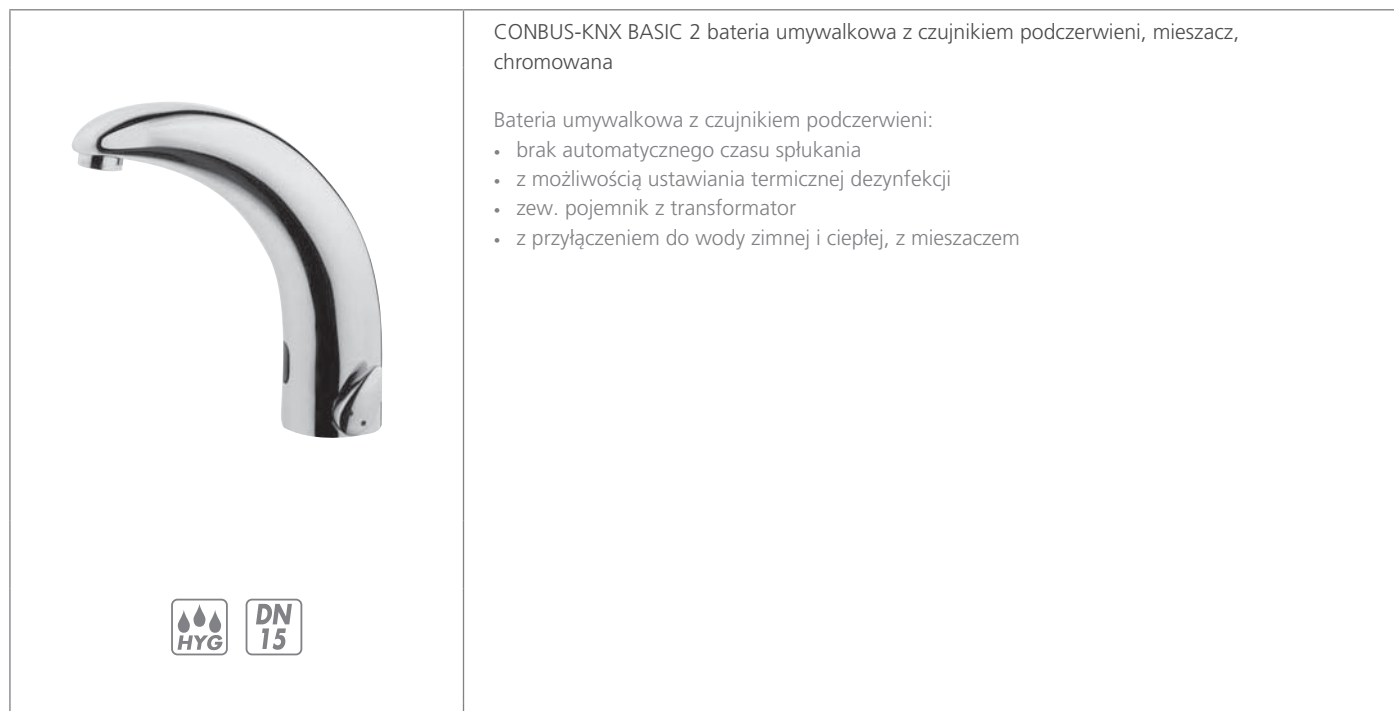 CONBUS-KNX BASIC 2 bateria umywalkowa z czujnikiem podczerwieni, mieszacz,
chromowana
Bateria umywalkowa z czujnikiem podczerwieni:
• brak automatycznego czasu spłukania
• z możliwością ustawiania termicznej dezynfekcji
• zew. pojemnik z transformator
• z przyłączeniem do wody zimnej i ciepłej, z mieszaczem
HYG
DN
15